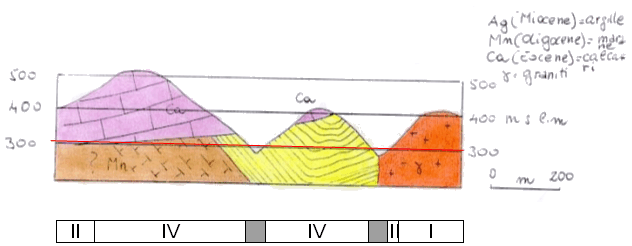 Ag (Miocene) = argille
Mn (Oligocene) = marne
Ca (Eocene) = calcari
γ = graniti
500
400
300
500
400 m s.l.m
300
Ca
Ca
? Mn
γ
0 m 200
II IV IV II I